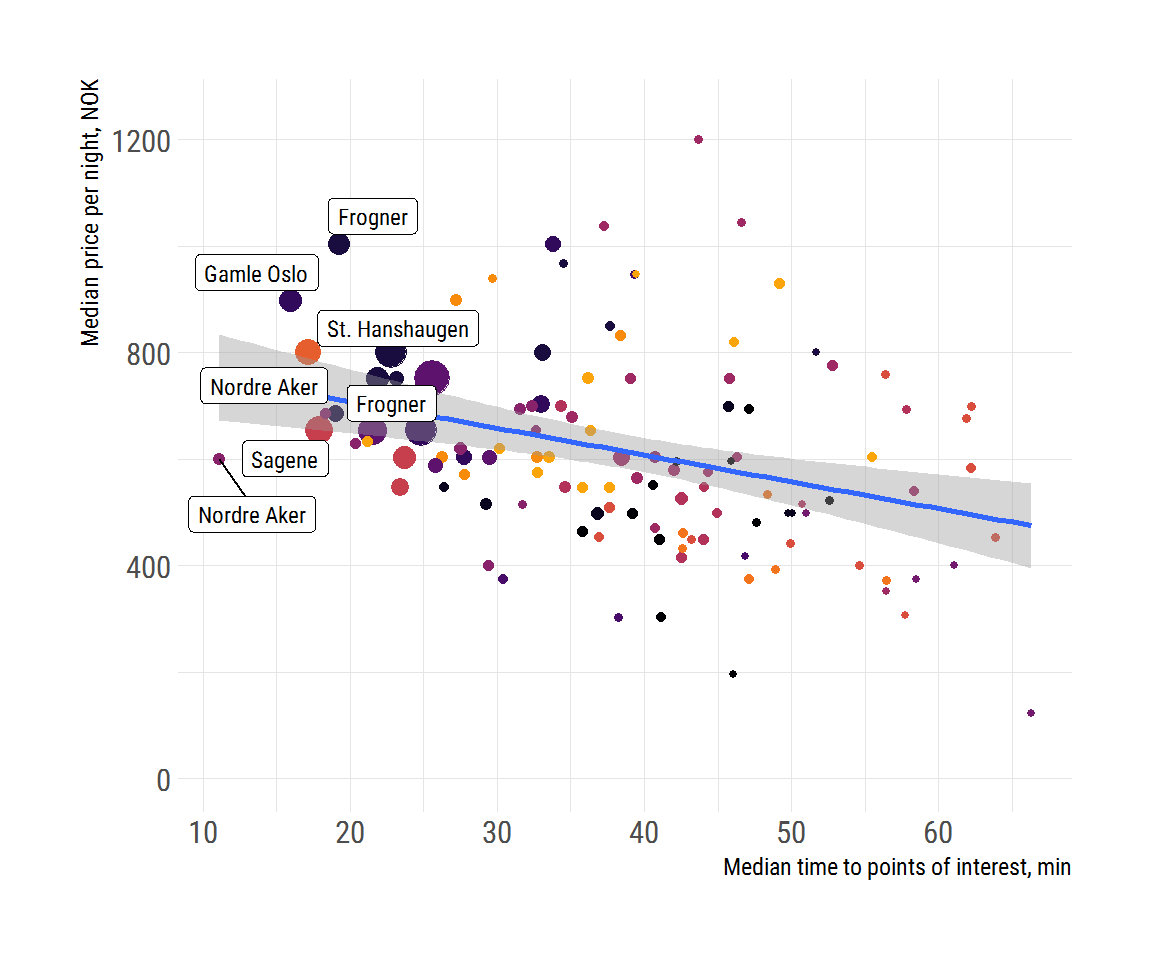 Median price per night, NOK
1200
800
400
0
Frogner
Gamle Oslo
St. Hanshaugen
Nordre Aker
Frogner
Sagene
Nordre Aker
10 20 30 40 50 60
Median time to points of interest, min